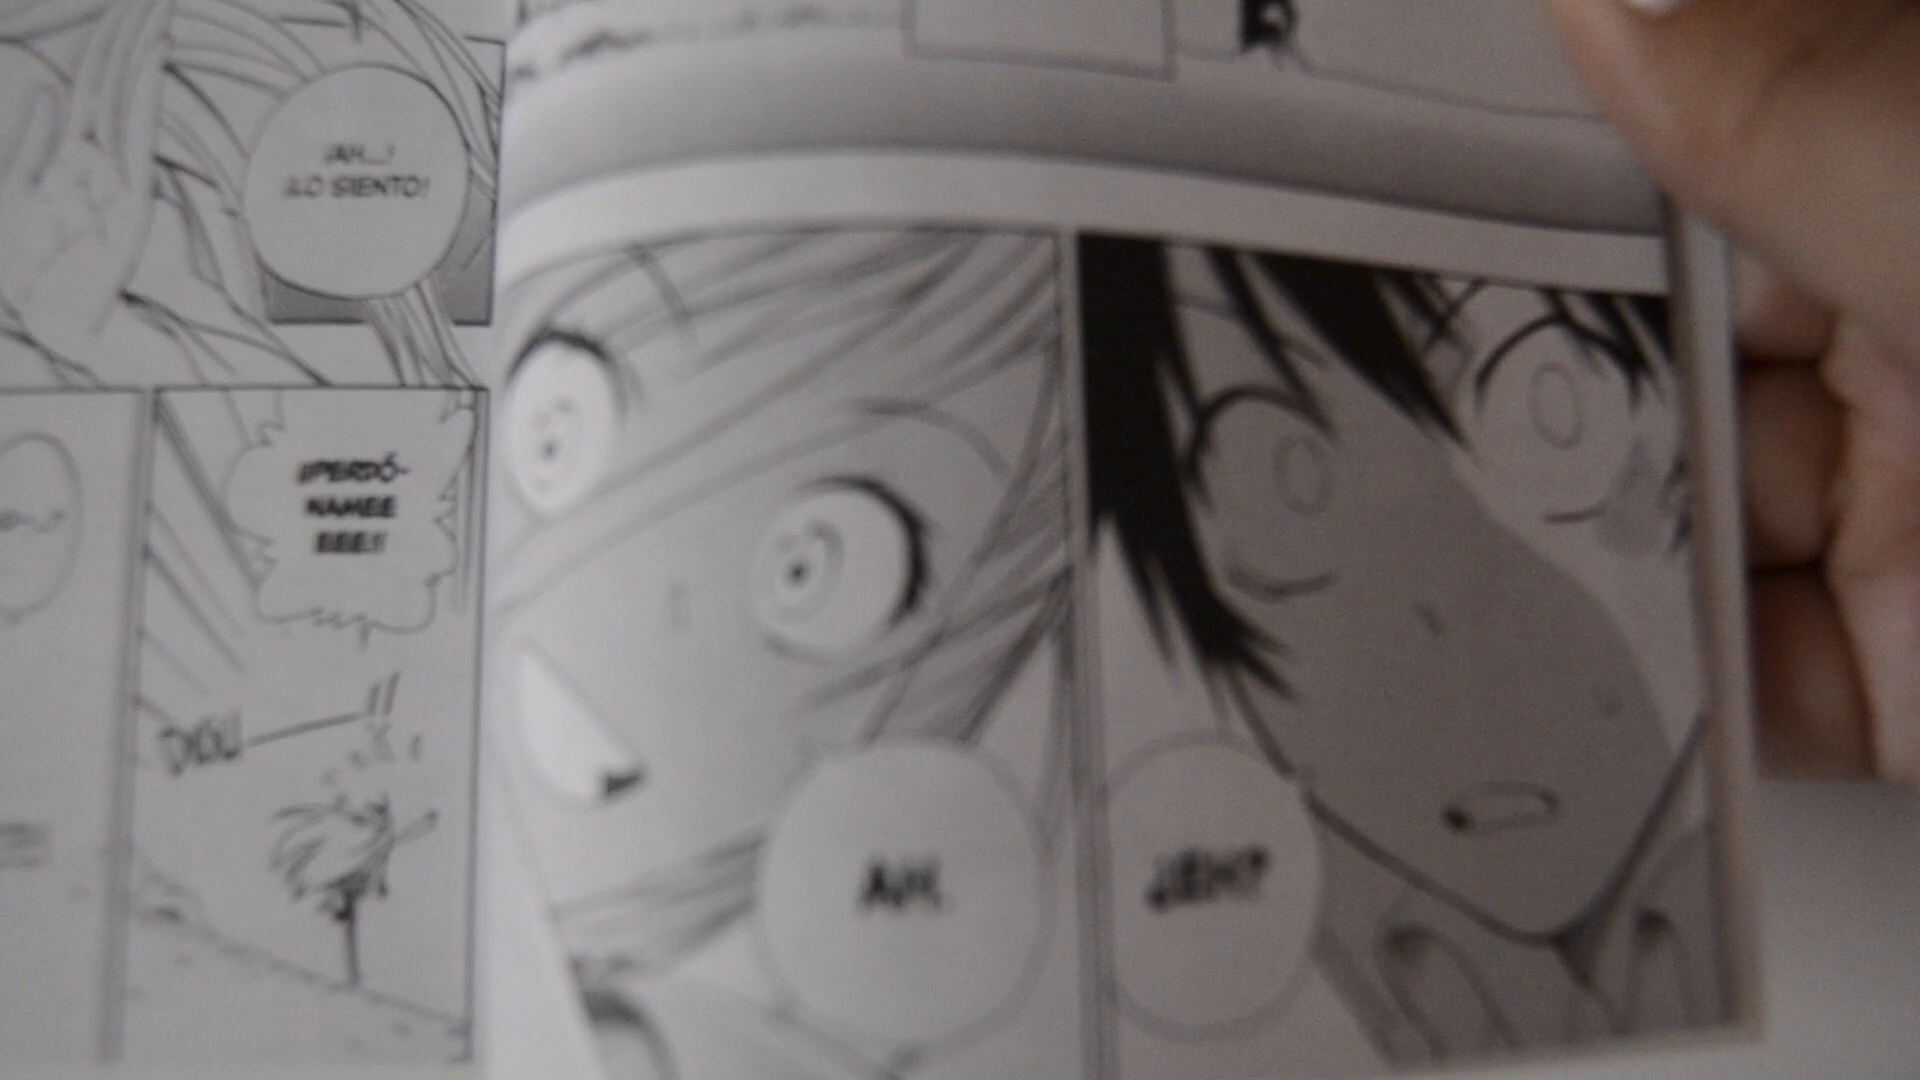 ¡AH...!
¡LO SIENTO!
¡¡PERDÓ-
NAMEE
EEE!!
¿EH?
AH.